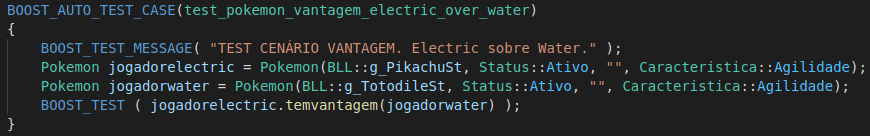 BOOST_AUTO_TEST_CASE(test_pokemon_vantagem_electric_over_water)
{
    BOOST_TEST_MESSAGE( "TEST CENÁRIO VANTAGEM. Electric sobre Water." );
    Pokemon jogadorelectric = Pokemon(BLL::g_PikachuSt, Status::Ativo, "", Caracteristica::Agilidade);
    Pokemon jogadorwater = Pokemon(BLL::g_TotodileSt, Status::Ativo, "", Caracteristica::Agilidade);
    BOOST_TEST ( jogadorelectric.temvantagem(jogadorwater) );
}